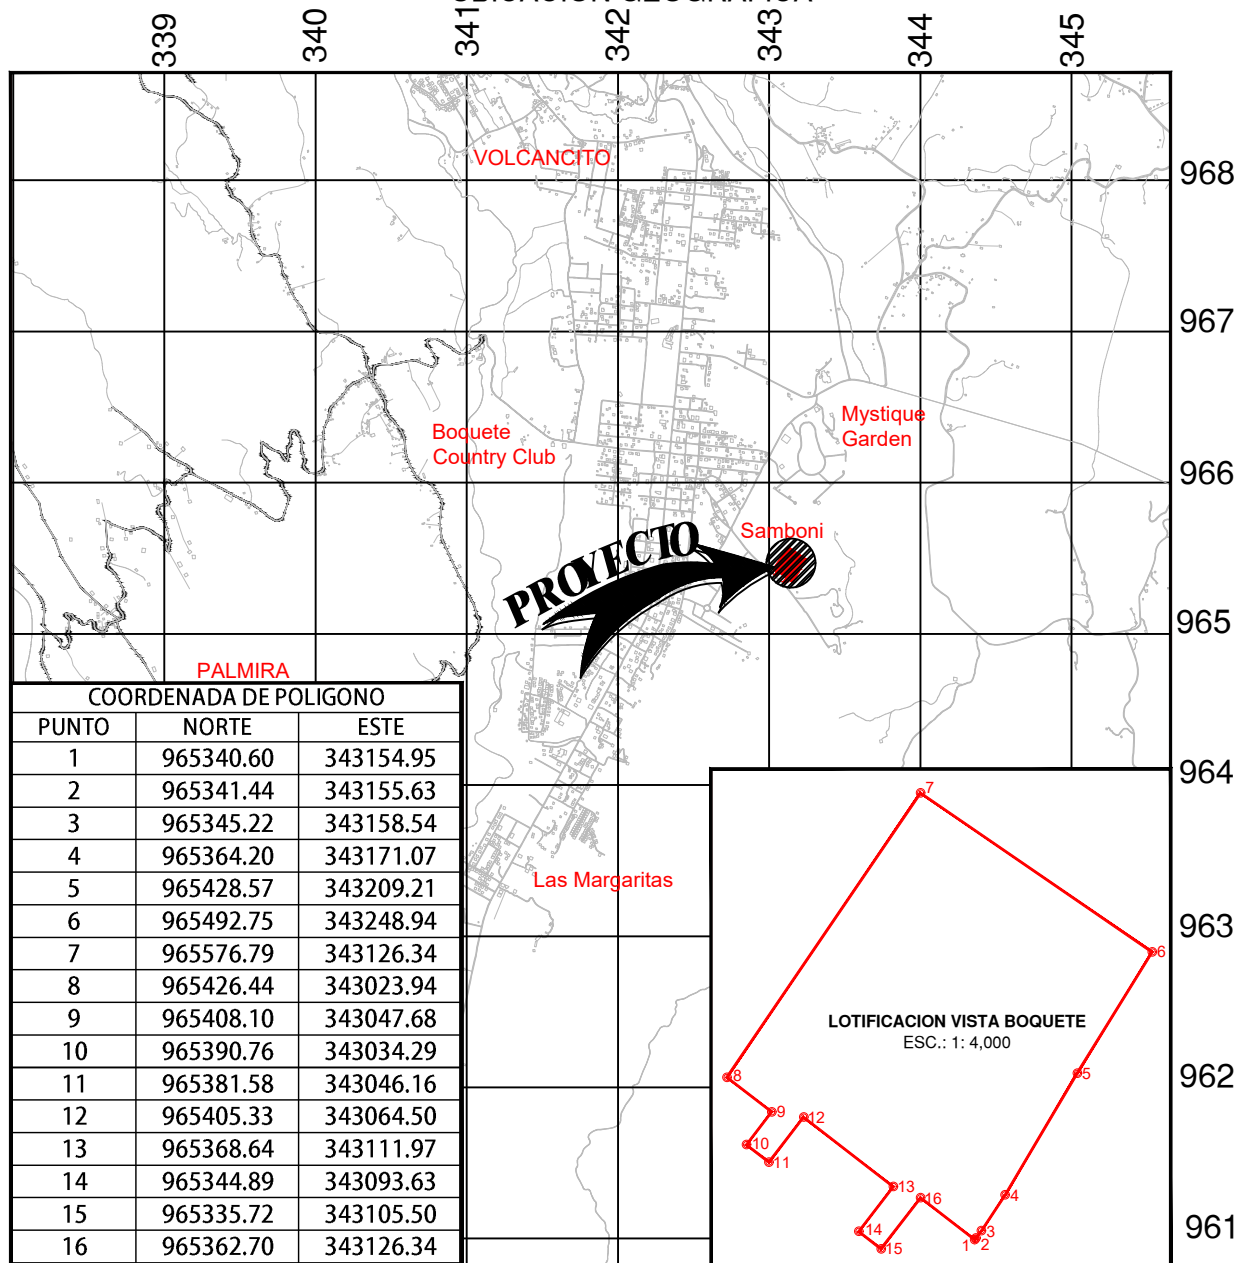 UBICACION GEOGRAFICA
339 340 341 342 343 344 345
VOLCANCITO
968
967
Mystique
Garden
Boquete
Country Club
966
Samboni
PROYECTO
965
PALMIRA
COORDENADA DE POLIGONO
PUNTO NORTE ESTE
1 965340.60 343154.95
2 965341.44 343155.63
3 965345.22 343158.54
4 965364.20 343171.07
5 965428.57 343209.21
6 965492.75 343248.94
7 965576.79 343126.34
8 965426.44 343023.94
9 965408.10 343047.68
10 965390.76 343034.29
11 965381.58 343046.16
12 965405.33 343064.50
13 965368.64 343111.97
14 965344.89 343093.63
15 965335.72 343105.50
16 965362.70 343126.34
964
Las Margaritas
963
962
961
7
6
LOTIFICACION VISTA BOQUETE
ESC.: 1: 4,000
5
8
9
12
10
11
13
4
16
14
3
15
1
2